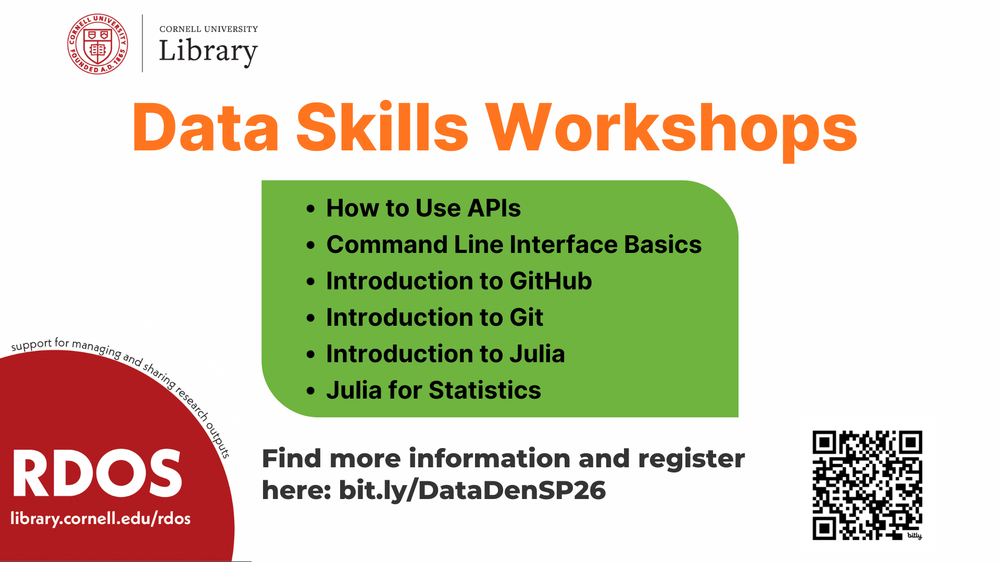 CORNELL UNIVERSITY
FOUNDED A.D. 1865
CORNELL UNIVERSITY
Library
Data Skills Workshops
• How to Use APIs
• Command Line Interface Basics
• Introduction to GitHub
• Introduction to Git
• Introduction to Julia
• Julia for Statistics
support for managing and sharing research outputs
RDOS
library.cornell.edu/rdos
Find more information and register
here: bit.ly/DataDenSP26
bitly